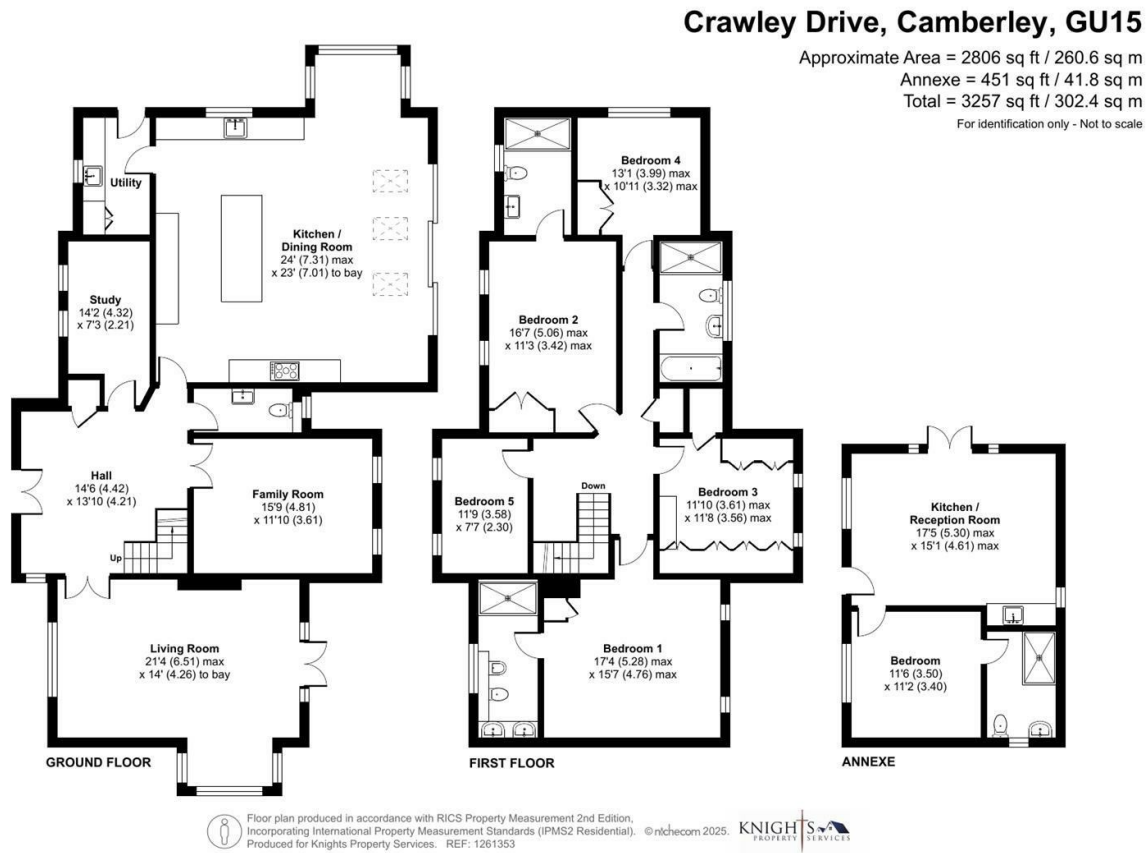 Crawley Drive, Camberley, GU15
Approximate Area = 2806 sq ft / 260.6 sq m
Annexe = 451 sq ft / 41.8 sq m
Total = 3257 sq ft / 302.4 sq m
For identification only - Not to scale
Utility
Kitchen /
Dining Room
24' (7.31) max
x 23' (7.01) to bay
Study
14'2 (4.32)
x 7'3 (2.21)
Hall
14'6 (4.42)
x 13'10 (4.21)
Up
Family Room
15'9 (4.81)
x 11'10 (3.61)
Living Room
21'4 (6.51) max
x 14' (4.26) to bay
GROUND FLOOR
Bedroom 4
13'1 (3.99) max
x 10'11 (3.32) max
Bedroom 2
16'7 (5.06) max
x 11'3 (3.42) max
Bedroom 5
11'9 (3.58)
x 7'7 (2.30)
Down
Bedroom 3
11'10 (3.61) max
x 11'8 (3.56) max
Bedroom 1
17'4 (5.28) max
x 15'7 (4.76) max
FIRST FLOOR
Kitchen /
Reception Room
17'5 (5.30) max
x 15'1 (4.61) max
Bedroom
11'6 (3.50)
x 11'2 (3.40)
ANNEXE
Floor plan produced in accordance with RICS Property Measurement 2nd Edition,
Incorporating International Property Measurement Standards (IPMS2 Residential). © nichecom 2025.
Produced for Knights Property Services. REF: 1261353
KNIGHTS
PROPERTY SERVICES